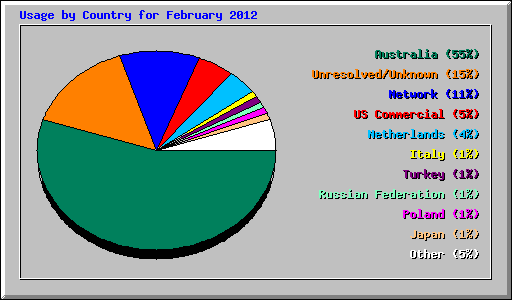 Usage by Country for February 2012
Australia (55%)
Unresolved/Unknown (15%)
Network (11%)
US Commercial (5%)
Netherlands (4%)
Italy (1%)
Turkey (1%)
Russian Federation (1%)
Poland (1%)
Japan (1%)
Other (5%)